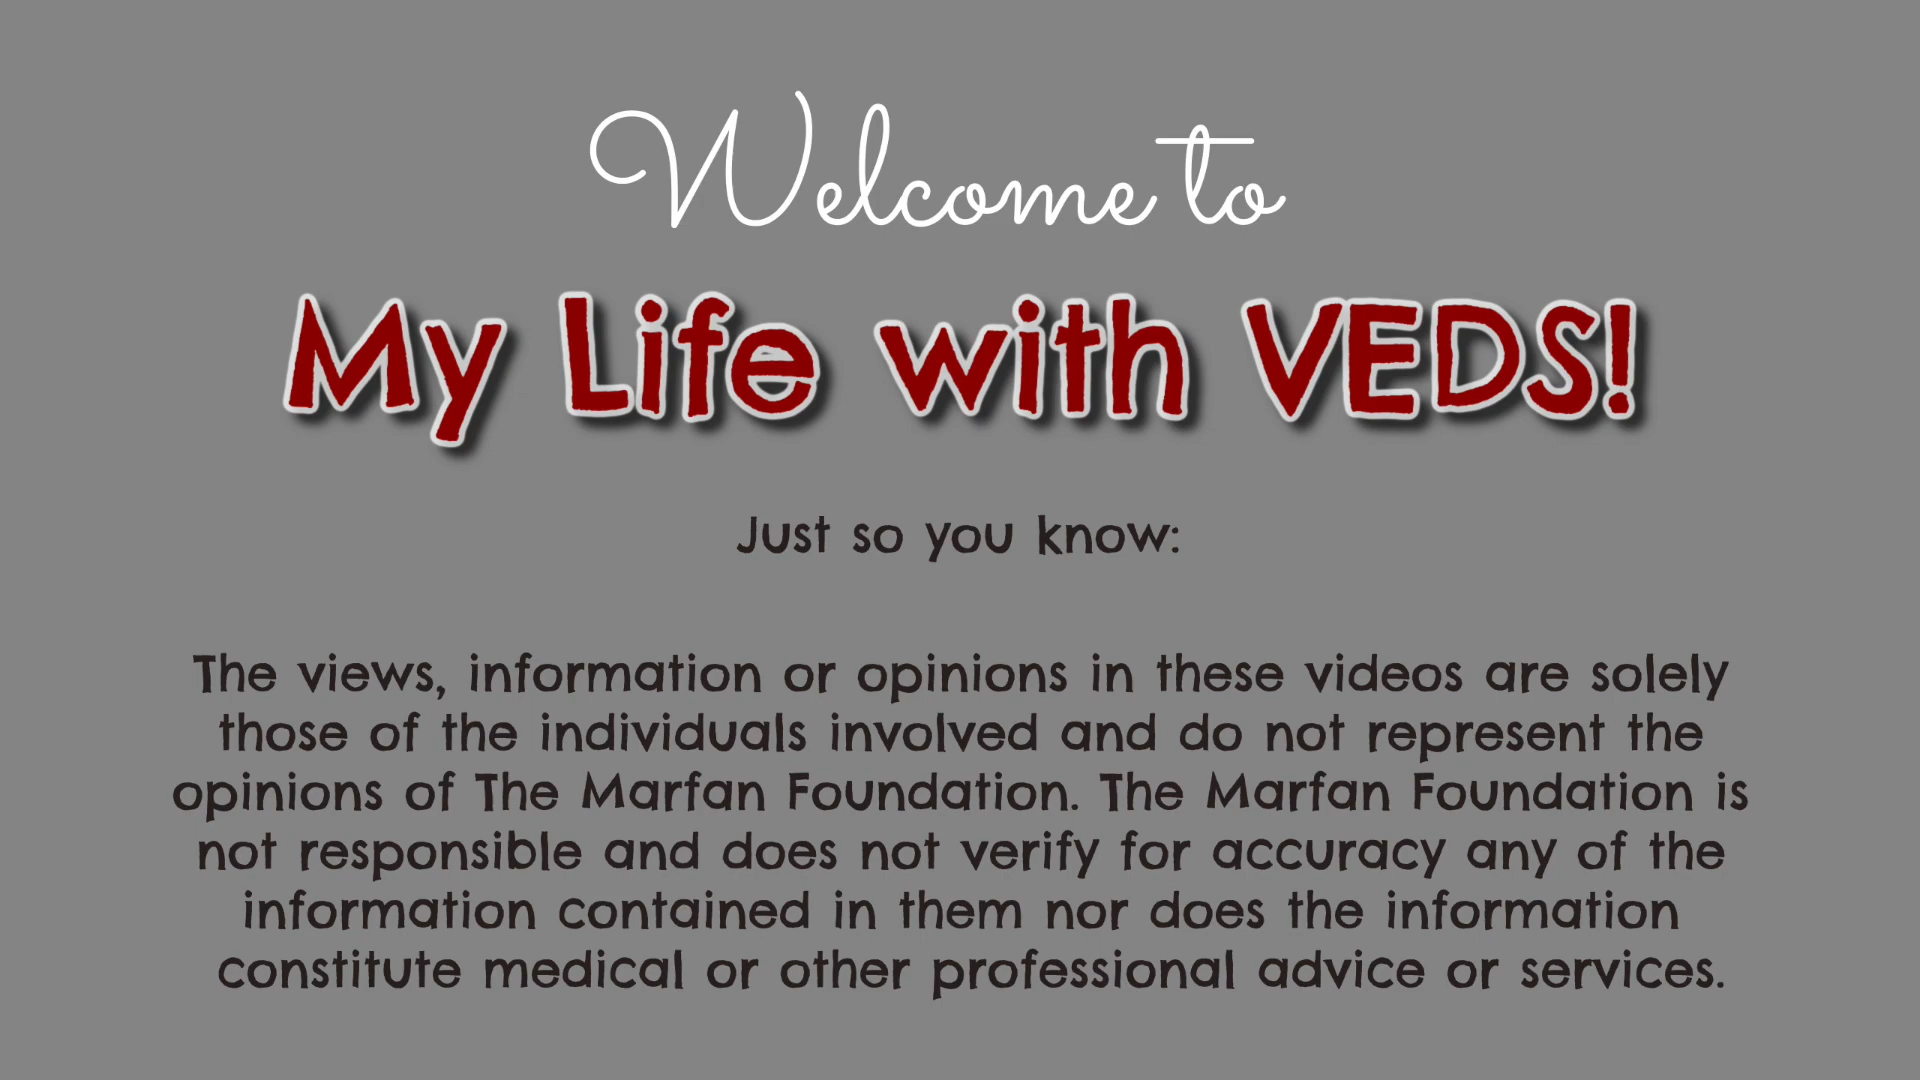 Welcome to
My Life with VEDS!
Just so you know:
The views, information or opinions in these videos are solely
those of the individuals involved and do not represent the
opinions of The Marfan Foundation. The Marfan Foundation is
not responsible and does not verify for accuracy any of the
information contained in them nor does the information
constitute medical or other professional advice or services.